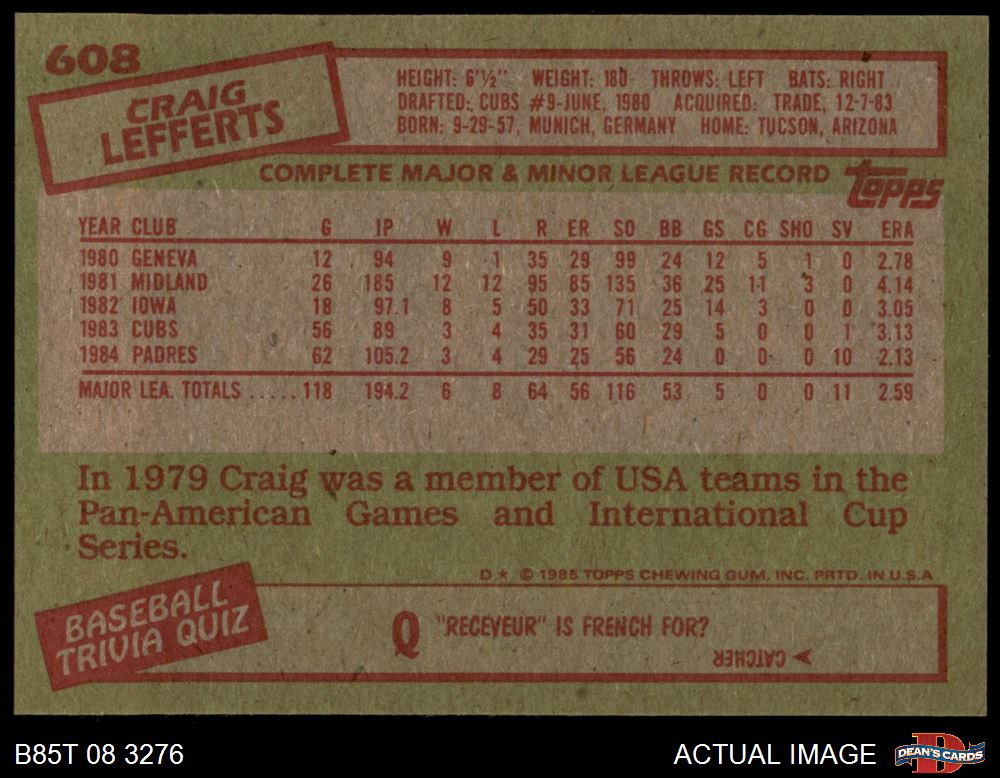 608
CRAIG
LEFFERTS
HEIGHT: 6'½" WEIGHT: 180 THROWS: LEFT BATS: RIGHT
DRAFTED: CUBS #9-JUNE, 1980 ACQUIRED: TRADE, 12-7-83
BORN: 9-29-57, MUNICH, GERMANY HOME: TUCSON, ARIZONA
COMPLETE MAJOR & MINOR LEAGUE RECORD
topps
YEAR CLUB G IP W L R ER SO BB GS CG SHO SV ERA
1980 GENEVA 12 94 9 1 35 29 99 24 12 5 1 0 2.78
1981 MIDLAND 26 185 12 12 95 85 135 36 25 11 3 0 4.14
1982 IOWA 18 97.1 8 5 50 33 71 25 14 3 0 0 3.05
1983 CUBS 56 89 3 4 35 31 60 29 5 0 0 1 3.13
1984 PADRES 62 105.2 3 4 29 25 56 24 0 0 0 10 2.13
MAJOR LEA. TOTALS ..... 118 194.2 6 8 64 56 116 53 5 0 0 11 2.59
In 1979 Craig was a member of USA teams in the
Pan-American Games and International Cup
Series.
D★ © 1985 TOPPS CHEWING GUM, INC. PRTD. IN U.S.A
BASEBALL
TRIVIA QUIZ
Q "RECEVEUR" IS FRENCH FOR?
CATCHER
B85T 08 3276
ACTUAL IMAGE
D
DEAN'S CARDS